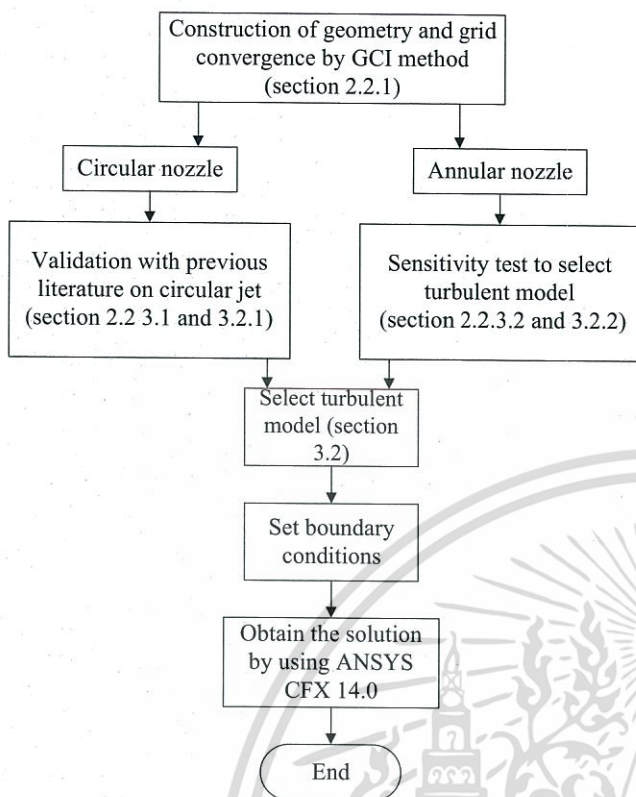 Construction of geometry and grid
convergence by GCI method
(section 2.2.1)
Circular nozzle
Annular nozzle
Validation with previous
literature on circular jet
(section 2.2 3.1 and 3.2.1)
Sensitivity test to select
turbulent model
(section 2.2.3.2 and 3.2.2)
Select turbulent
model (section
3.2)
Set boundary
conditions
Obtain the solution
by using ANSYS
CFX 14.0
End